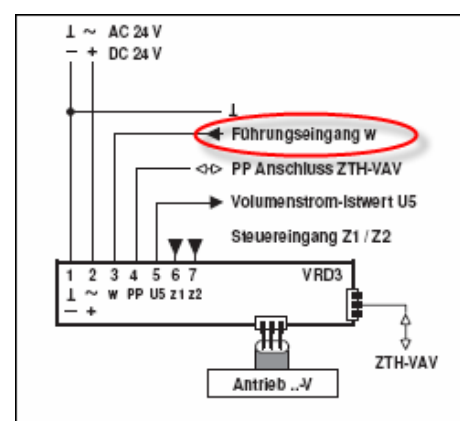 ⊥ ~ AC 24 V
– + DC 24 V
⊥
Führungseingang w
PP Anschluss ZTH-VAV
Volumenstrom-Istwert U5
Steuereingang Z1 / Z2
1 2 3 4 5 6 7 VRD3
⊥ ~ w PP U5 z1 z2
– +
ZTH-VAV
Antrieb ..-V